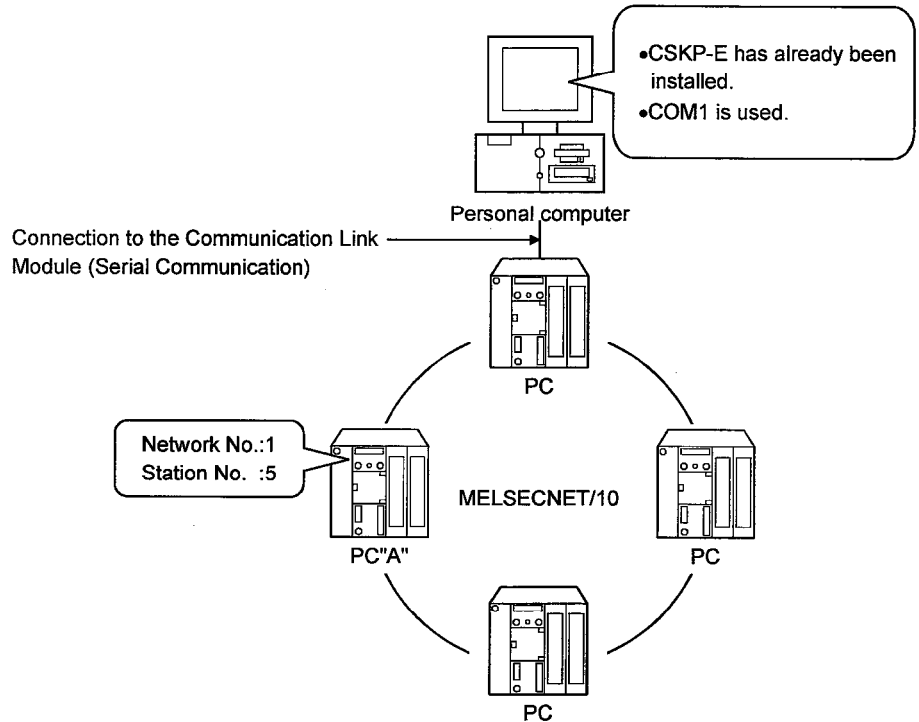 •CSKP-E has already been
installed.
•COM1 is used.
Personal computer
Connection to the Communication Link
Module (Serial Communication)
PC
Network No.:1
Station No. :5
MELSECNET/10
PC"A"
PC
PC